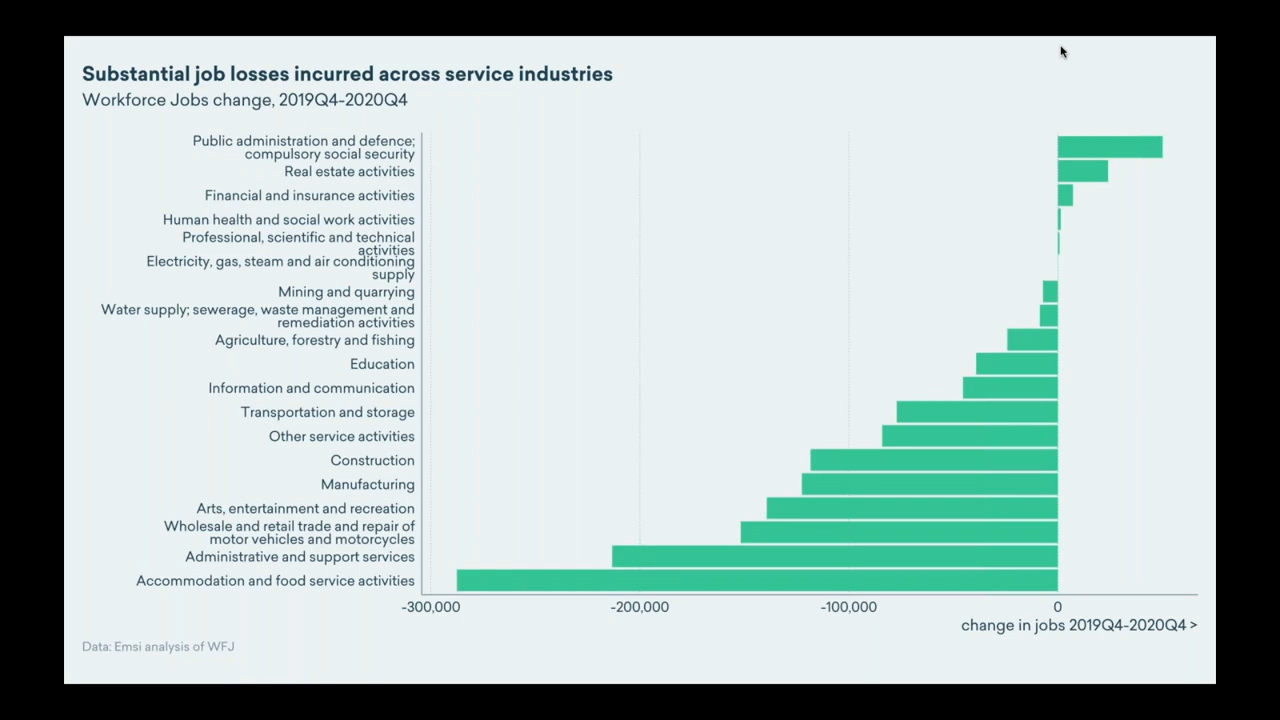 Substantial job losses incurred across service industries
Workforce Jobs change, 2019Q4-2020Q4
Public administration and defence;
compulsory social security
Real estate activities
Financial and insurance activities
Human health and social work activities
Professional, scientific and technical
activities
Electricity, gas, steam and air conditioning
supply
Mining and quarrying
Water supply; sewerage, waste management and
remediation activities
Agriculture, forestry and fishing
Education
Information and communication
Transportation and storage
Other service activities
Construction
Manufacturing
Arts, entertainment and recreation
Wholesale and retail trade and repair of
motor vehicles and motorcycles
Administrative and support services
Accommodation and food service activities
-300,000 -200,000 -100,000 0
change in jobs 2019Q4-2020Q4 >
Data: Emsi analysis of WFJ